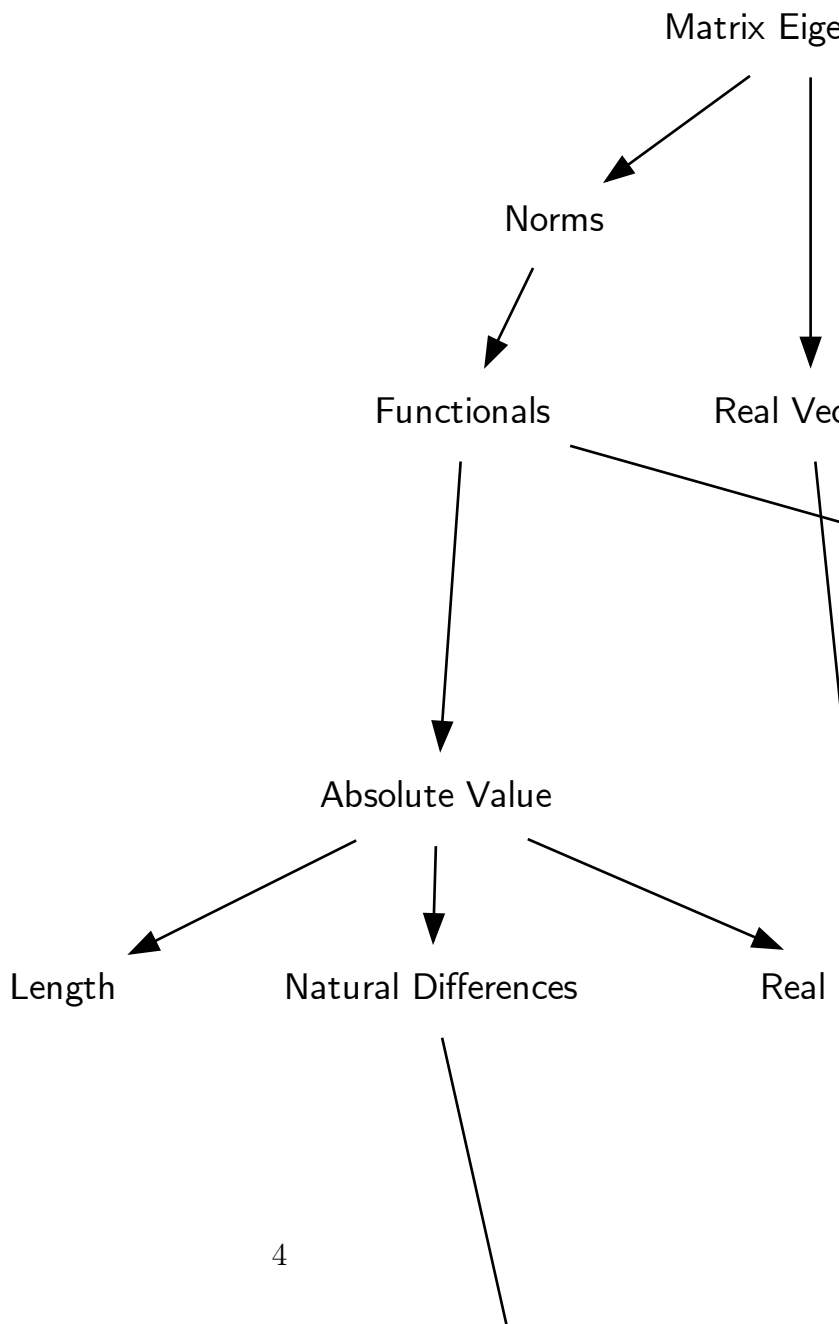 Matrix Eige
Norms
Functionals
Real Vec
Absolute Value
Length
Natural Differences
Real
4